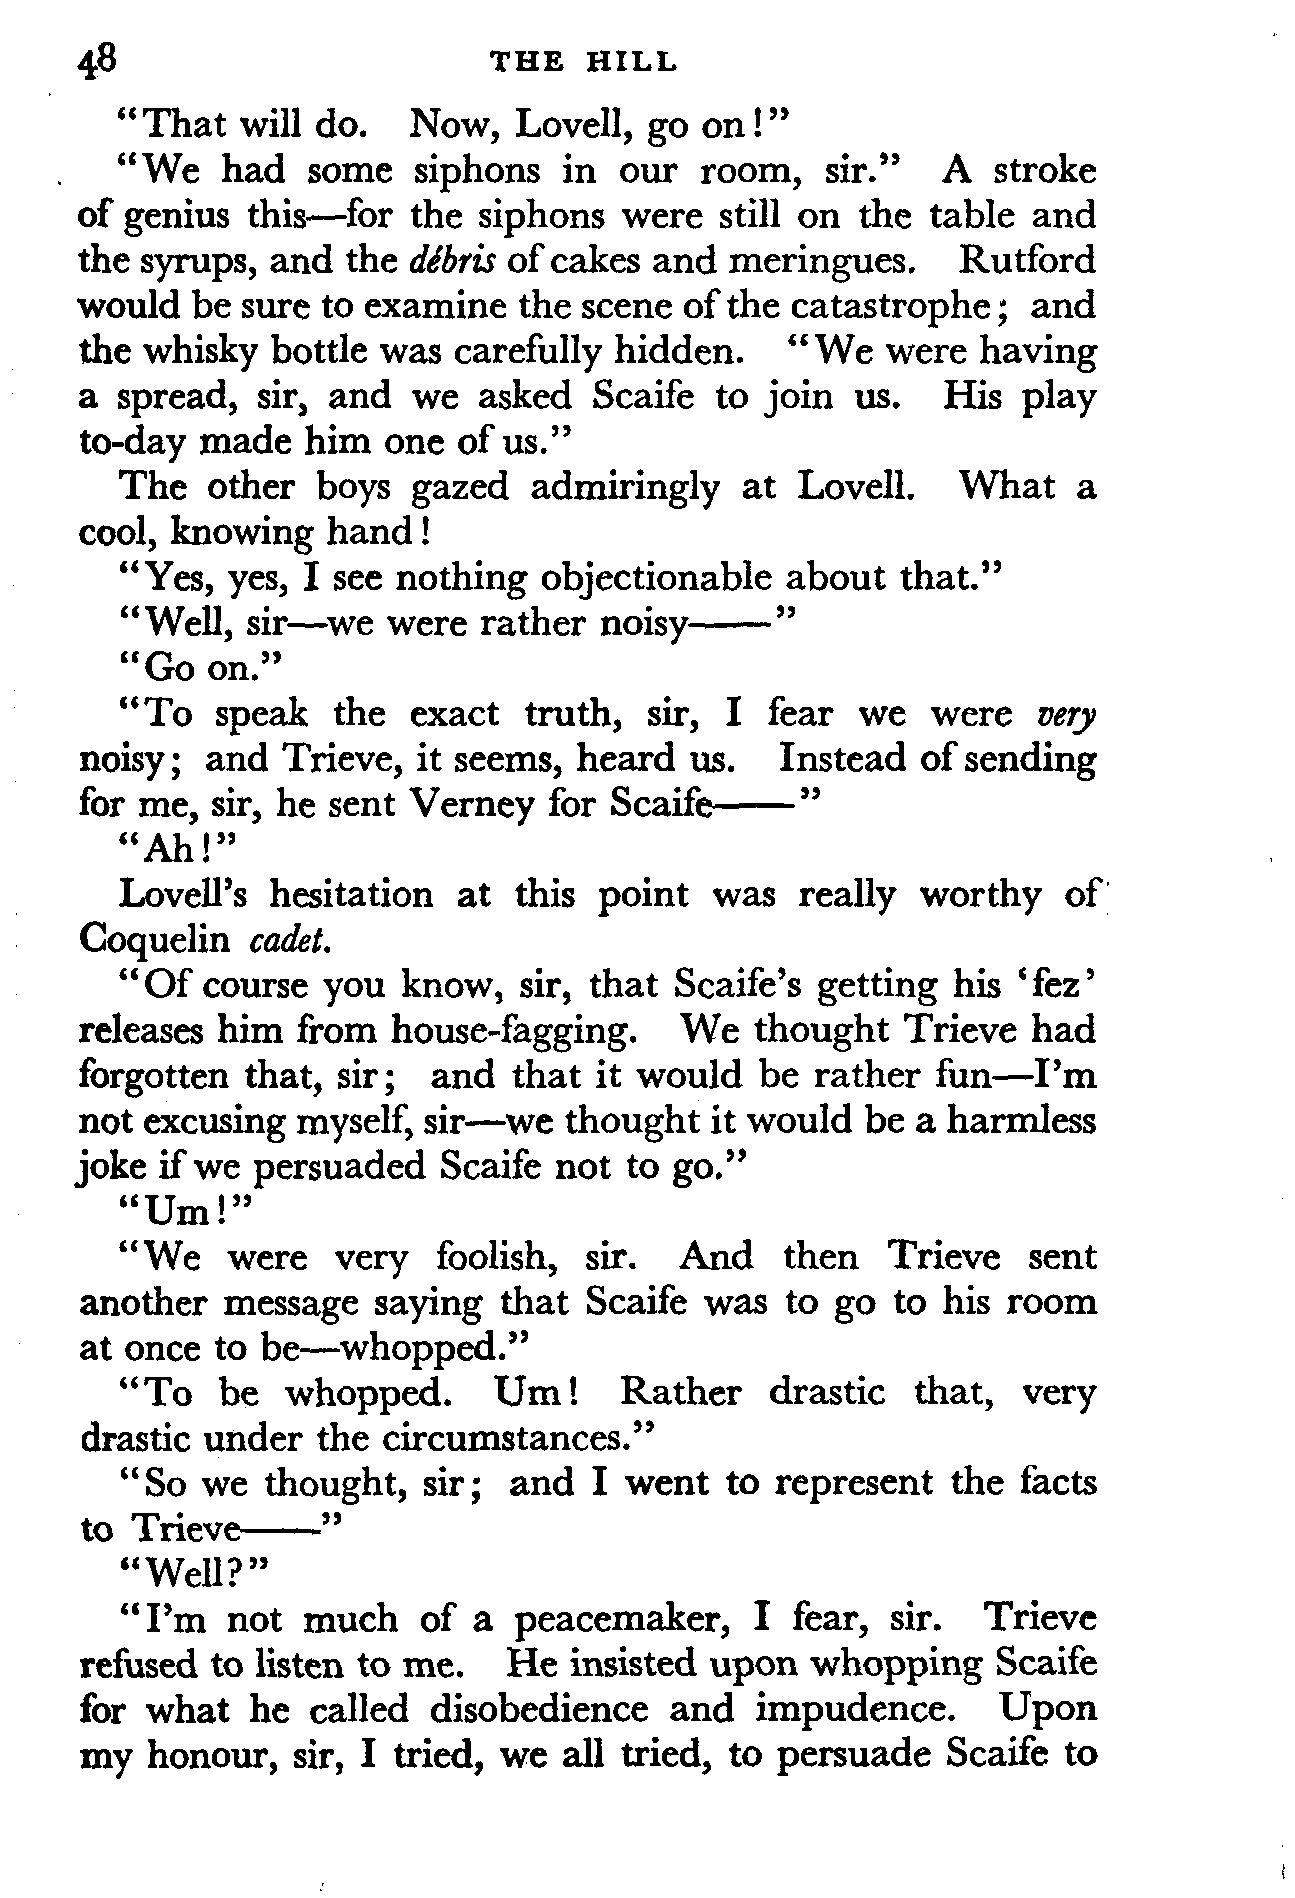 48 THE HILL
“That will do. Now, Lovell, go on!”
“We had some siphons in our room, sir.” A stroke
of genius this—for the siphons were still on the table and
the syrups, and the débris of cakes and meringues. Rutford
would be sure to examine the scene of the catastrophe; and
the whisky bottle was carefully hidden. “We were having
a spread, sir, and we asked Scaife to join us. His play
to-day made him one of us.”
The other boys gazed admiringly at Lovell. What a
cool, knowing hand!
“Yes, yes, I see nothing objectionable about that.”
“Well, sir—we were rather noisy——”
“Go on.”
“To speak the exact truth, sir, I fear we were very
noisy; and Trieve, it seems, heard us. Instead of sending
for me, sir, he sent Verney for Scaife——”
“Ah!”
Lovell’s hesitation at this point was really worthy of
Coquelin cadet.
“Of course you know, sir, that Scaife’s getting his ‘fez’
releases him from house-fagging. We thought Trieve had
forgotten that, sir; and that it would be rather fun—I’m
not excusing myself, sir—we thought it would be a harmless
joke if we persuaded Scaife not to go.”
“Um!”
“We were very foolish, sir. And then Trieve sent
another message saying that Scaife was to go to his room
at once to be—whopped.”
“To be whopped. Um! Rather drastic that, very
drastic under the circumstances.”
“So we thought, sir; and I went to represent the facts
to Trieve——”
“Well?”
“I’m not much of a peacemaker, I fear, sir. Trieve
refused to listen to me. He insisted upon whopping Scaife
for what he called disobedience and impudence. Upon
my honour, sir, I tried, we all tried, to persuade Scaife to